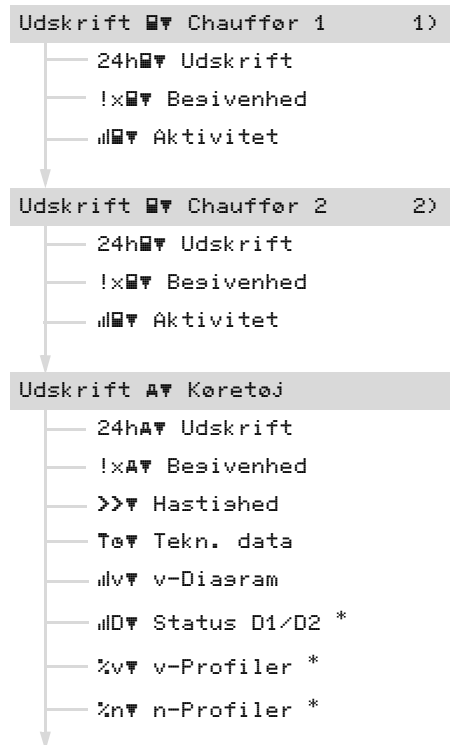 Udskrift ▼ Chauffør 1 1)
24h▼ Udskrift
!x▼ Begivenhed
▼ Aktivitet
Udskrift ▼ Chauffør 2 2)
24h▼ Udskrift
!x▼ Begivenhed
▼ Aktivitet
Udskrift ▼ Køretøj
24h▼ Udskrift
!x▼ Begivenhed
>>▼ Hastighed
▼ Tekn. data
v▼ v-Diagram
D▼ Status D1/D2 *
%v▼ v-Profiler *
%n▼ n-Profiler *